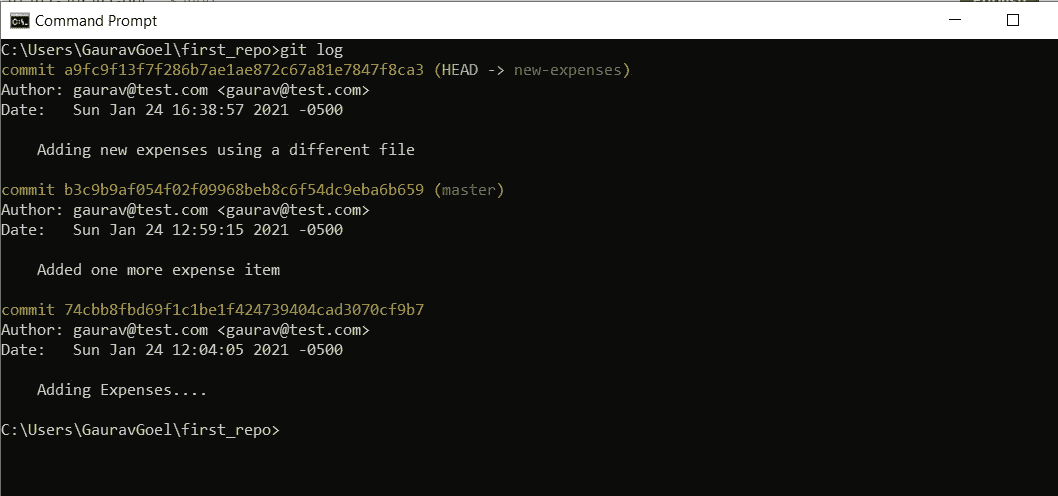 Command Prompt
C:\Users\GauravGoel\first_repo>git log
commit a9fc9f13f7f286b7ae1ae872c67a81e7847f8ca3 (HEAD -> new-expenses)
Author: gaurav@test.com <gaurav@test.com>
Date:   Sun Jan 24 16:38:57 2021 -0500
Adding new expenses using a different file
commit b3c9b9af054f02f09968beb8c6f54dc9eba6b659 (master)
Author: gaurav@test.com <gaurav@test.com>
Date:   Sun Jan 24 12:59:15 2021 -0500
Added one more expense item
commit 74cbb8fbd69f1c1be1f424739404cad3070cf9b7
Author: gaurav@test.com <gaurav@test.com>
Date:   Sun Jan 24 12:04:05 2021 -0500
Adding Expenses....
C:\Users\GauravGoel\first_repo>